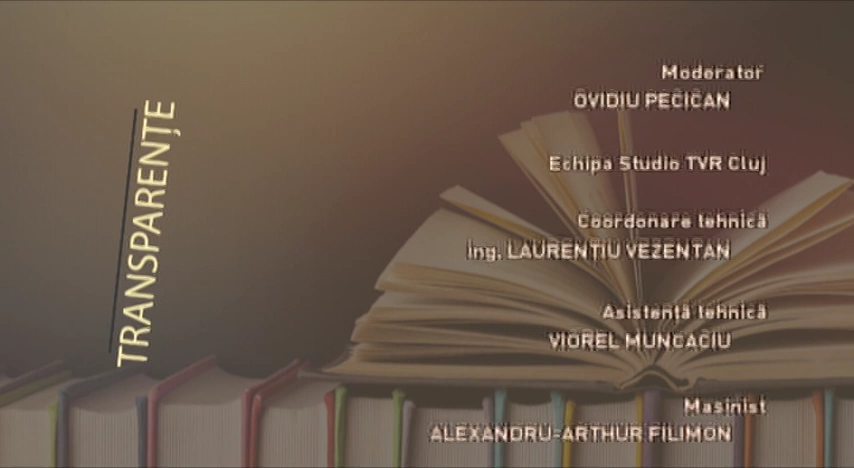 TRANSPARENȚE
Moderator
OVIDIU PECICAN
Echipa Studio TVR Cluj
Coordonare tehnică
ing. LAURENȚIU VEZENTAN
Asistență tehnică
VIOREL MUNCACIU
Masinist
ALEXANDRU-ARTHUR FILIMON